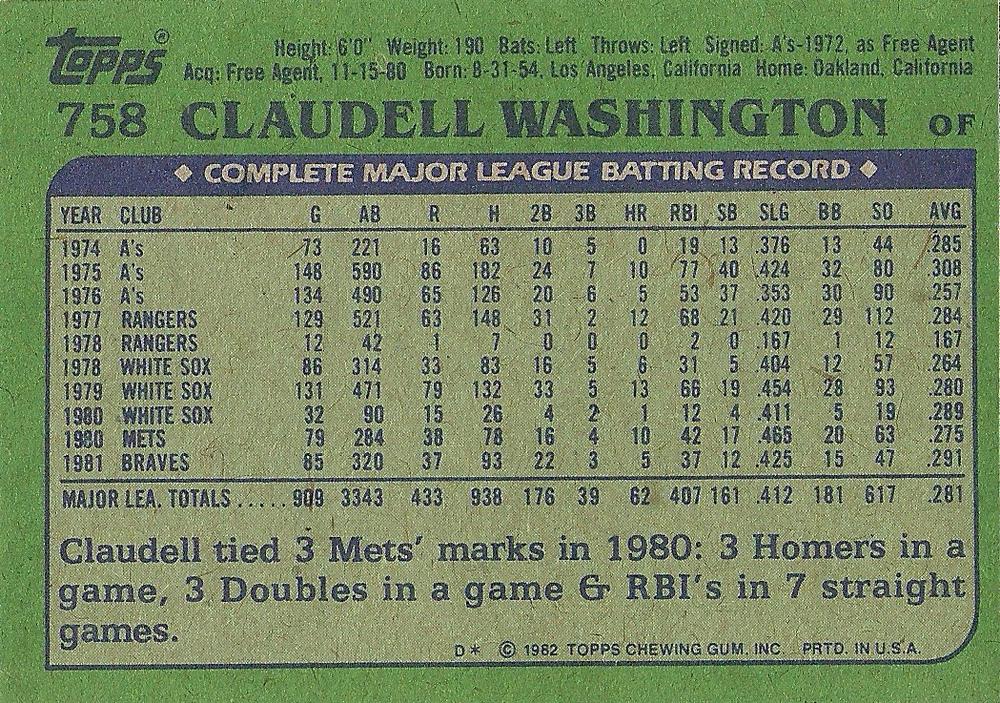 Topps®
Height: 6'0" Weight: 190 Bats: Left Throws: Left Signed: A's-1972, as Free Agent
Acq: Free Agent, 11-15-80 Born: 8-31-54, Los Angeles, California Home: Oakland, California
758 CLAUDELL WASHINGTON OF
◆ COMPLETE MAJOR LEAGUE BATTING RECORD ◆
YEAR CLUB G AB R H 2B 3B HR RBI SB SLG BB SO AVG
1974 A's 73 221 16 63 10 5 0 19 13 .376 13 44 .285
1975 A's 148 590 86 182 24 7 10 77 40 .424 32 80 .308
1976 A's 134 490 65 126 20 6 5 53 37 .353 30 90 .257
1977 RANGERS 129 521 63 148 31 2 12 68 21 .420 29 112 .284
1978 RANGERS 12 42 1 7 0 0 0 2 0 .167 1 12 .167
1978 WHITE SOX 86 314 33 83 16 5 6 31 5 .404 12 57 .264
1979 WHITE SOX 131 471 79 132 33 5 13 66 19 .454 28 93 .280
1980 WHITE SOX 32 90 15 26 4 2 1 12 4 .411 5 19 .289
1980 METS 79 284 38 78 16 4 10 42 17 .465 20 63 .275
1981 BRAVES 85 320 37 93 22 3 5 37 12 .425 15 47 .291
MAJOR LEA. TOTALS ..... 909 3343 433 938 176 39 62 407 161 .412 181 617 .281
Claudell tied 3 Mets' marks in 1980: 3 Homers in a
game, 3 Doubles in a game & RBI's in 7 straight
games.
D* © 1982 TOPPS CHEWING GUM. INC. PRTD. IN U.S.A.